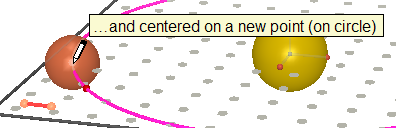 …and centered on a new point (on circle)